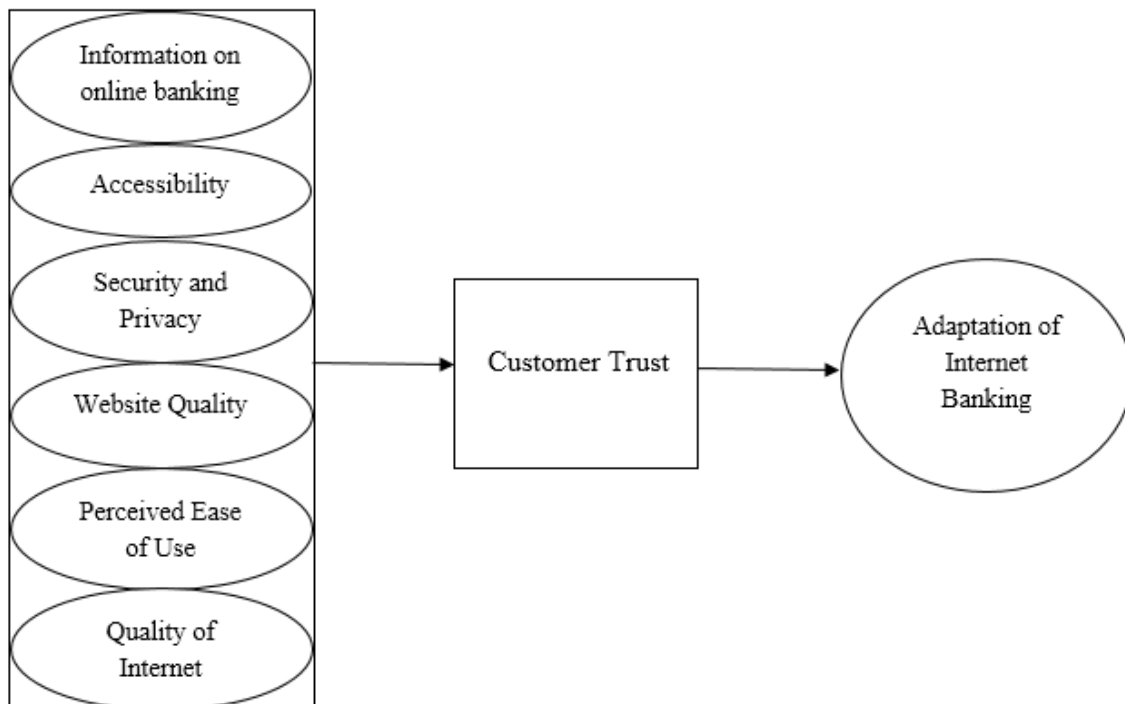 Information on
online banking
Accessibility
Security and
Privacy
Website Quality
Perceived Ease
of Use
Quality of
Internet
Customer Trust
Adaptation of
Internet
Banking